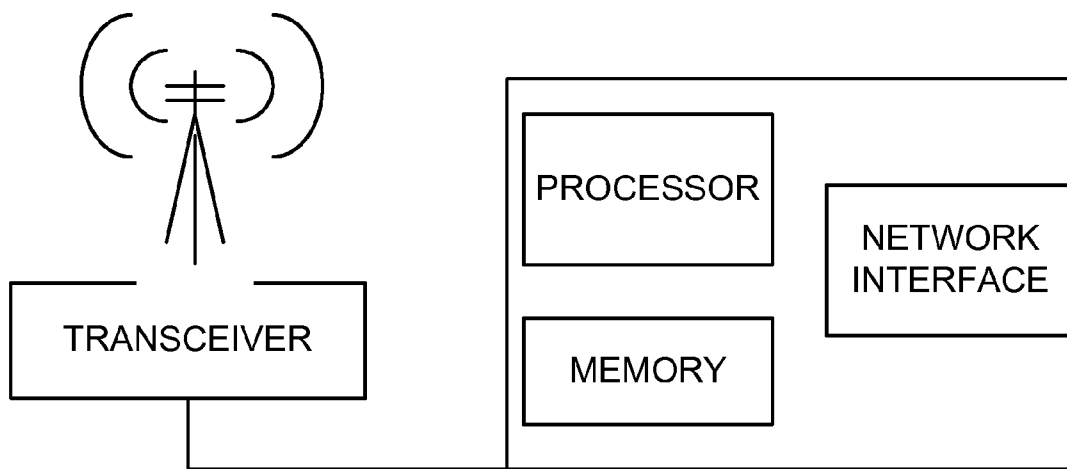 PROCESSOR
NETWORK
INTERFACE
TRANSCEIVER
MEMORY